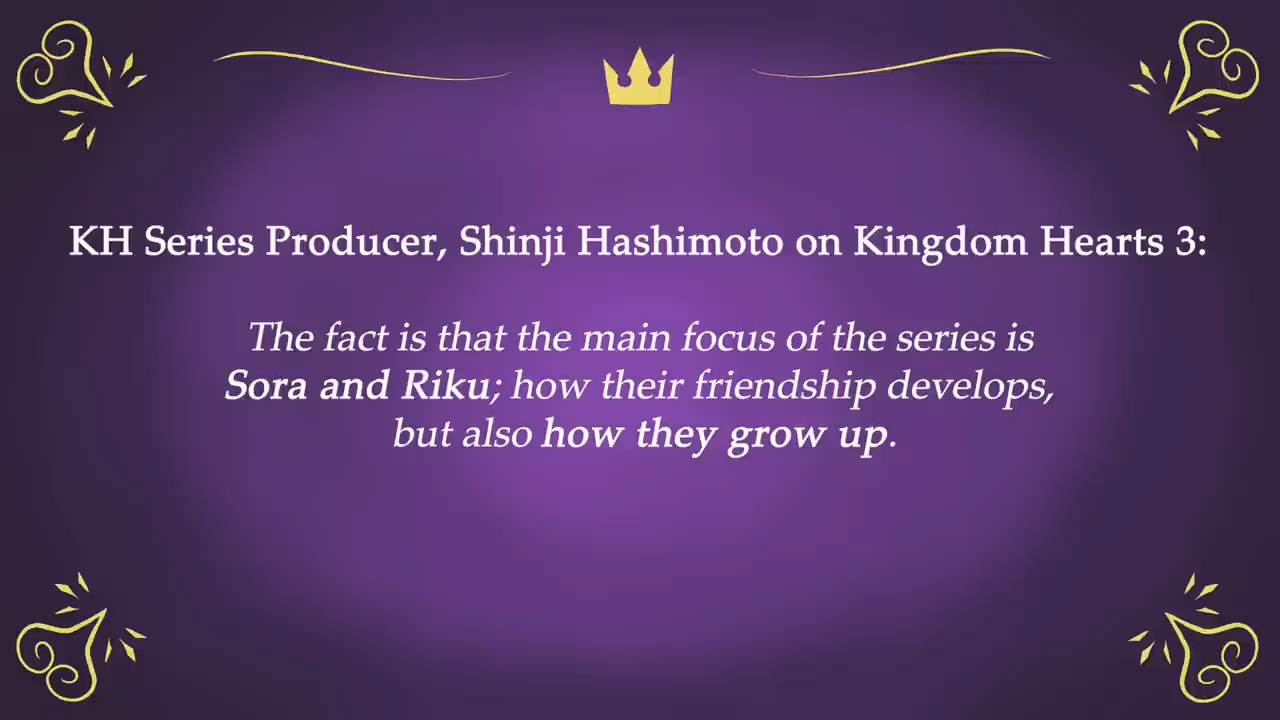 KH Series Producer, Shinji Hashimoto on Kingdom Hearts 3:
The fact is that the main focus of the series is
Sora and Riku; how their friendship develops,
but also how they grow up.